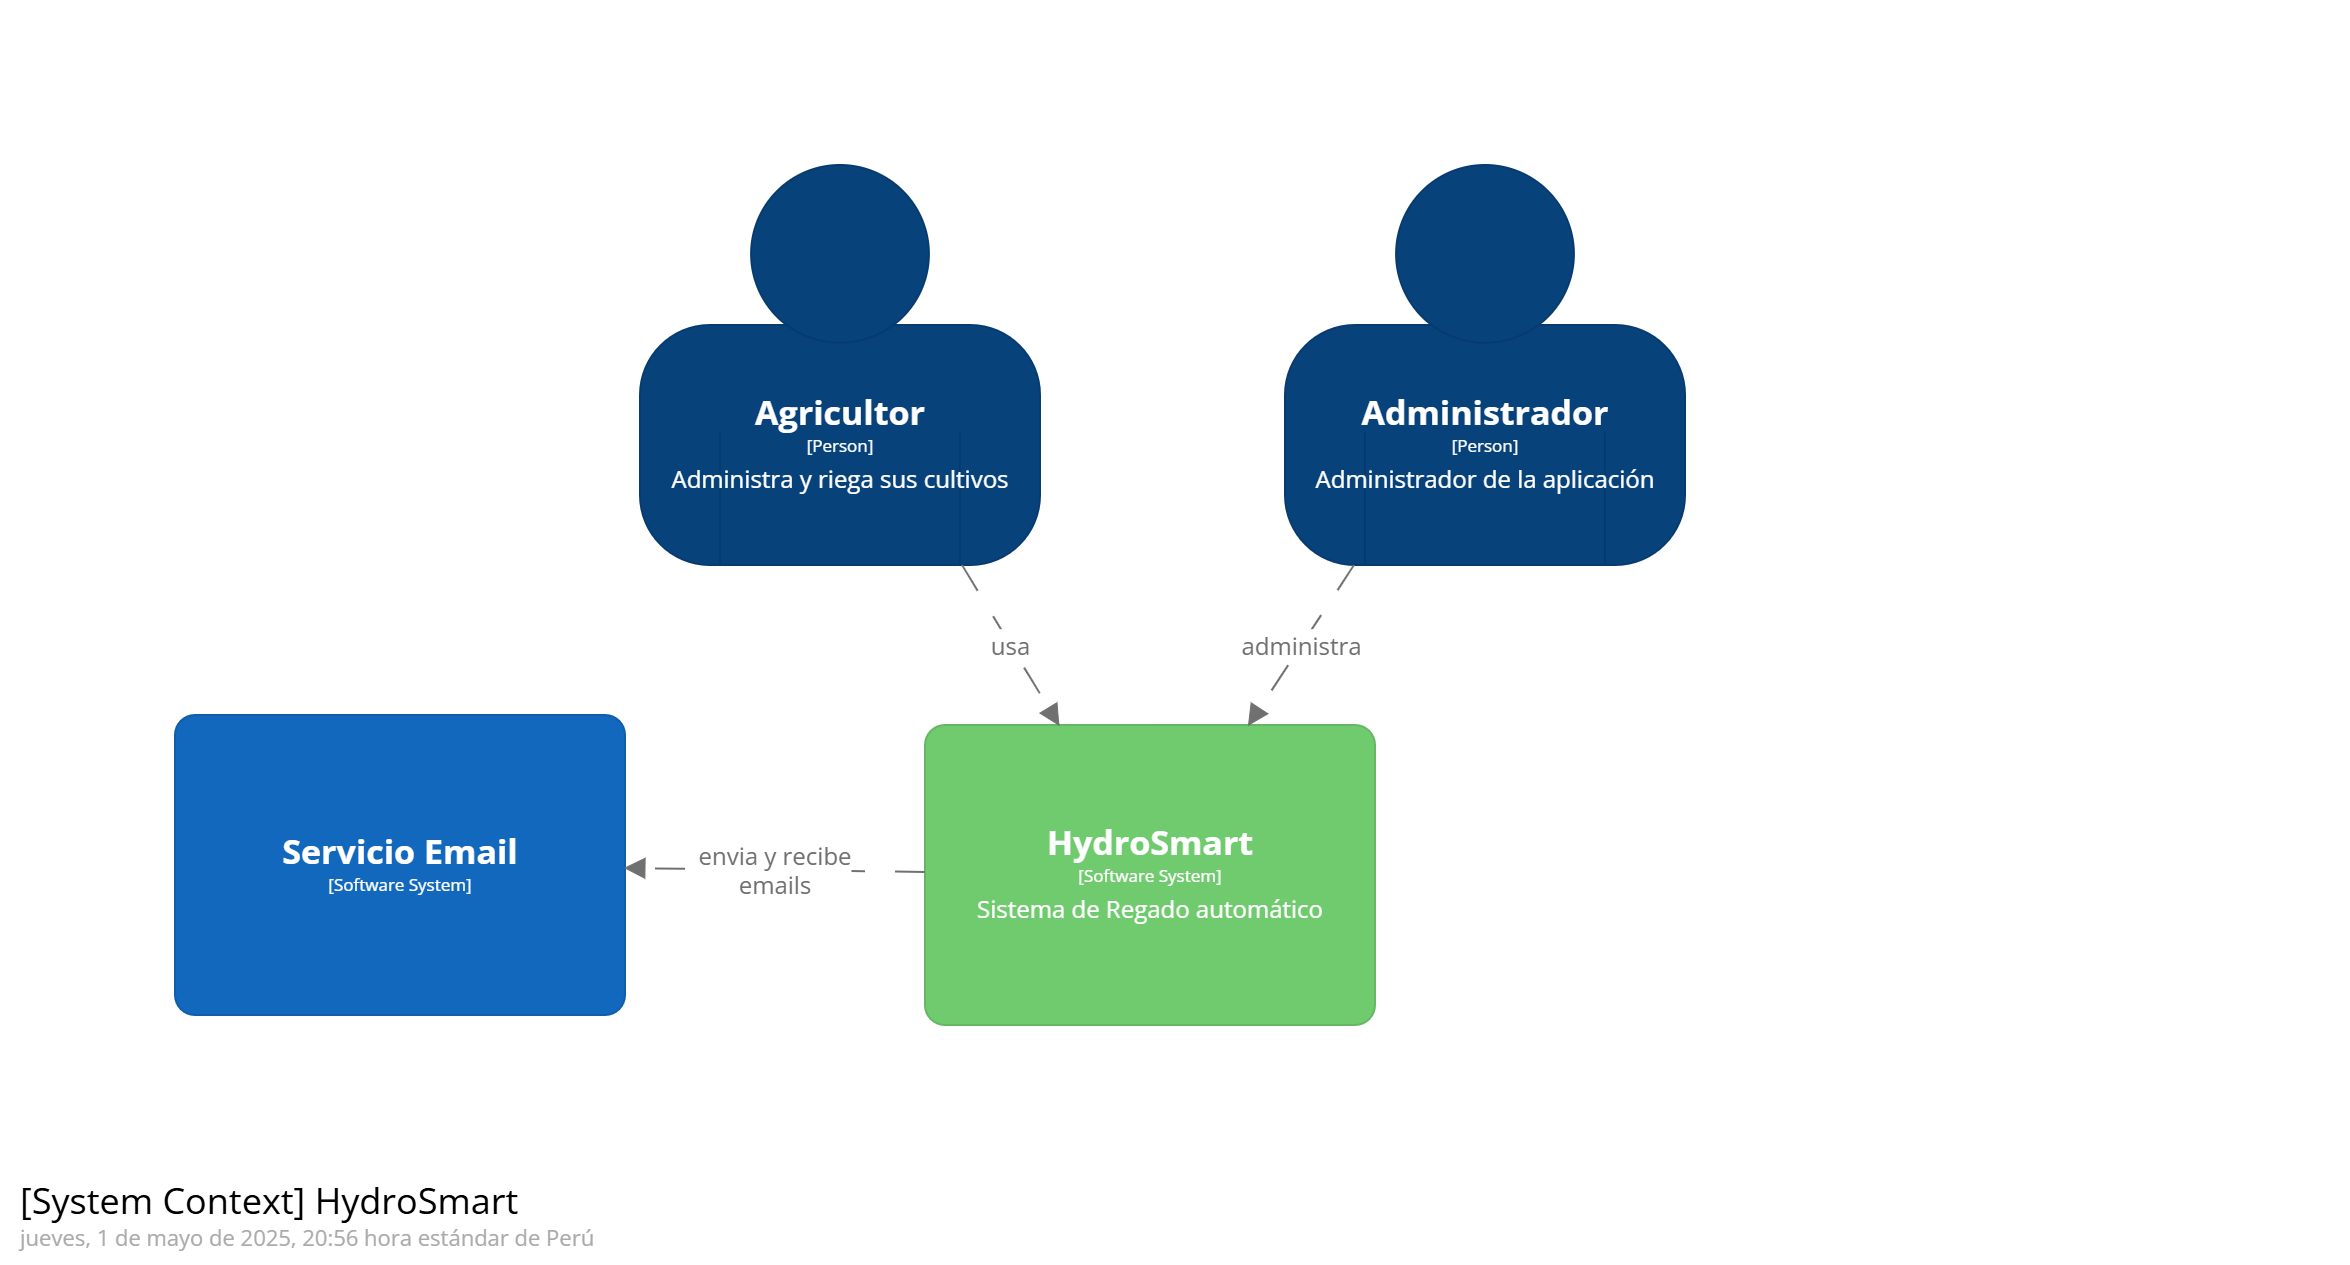 Agricultor
[Person]
Administra y riega sus cultivos
Administrador
[Person]
Administrador de la aplicación
usa
administra
Servicio Email
[Software System]
envia y recibe
emails
HydroSmart
[Software System]
Sistema de Regado automático
[System Context] HydroSmart
jueves, 1 de mayo de 2025, 20:56 hora estándar de Perú